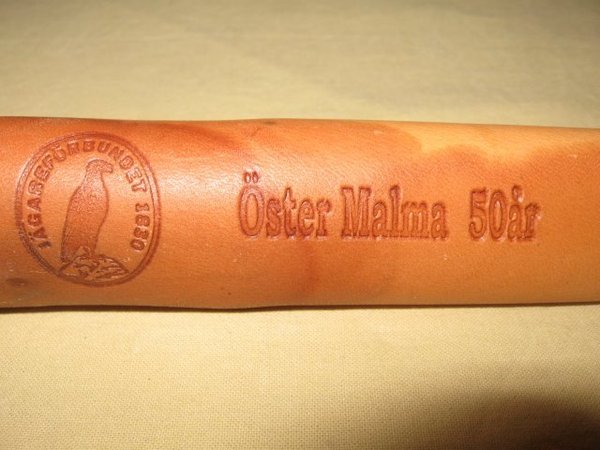 JÄGAREFÖRBUNDET 1830
Öster Malma 50år